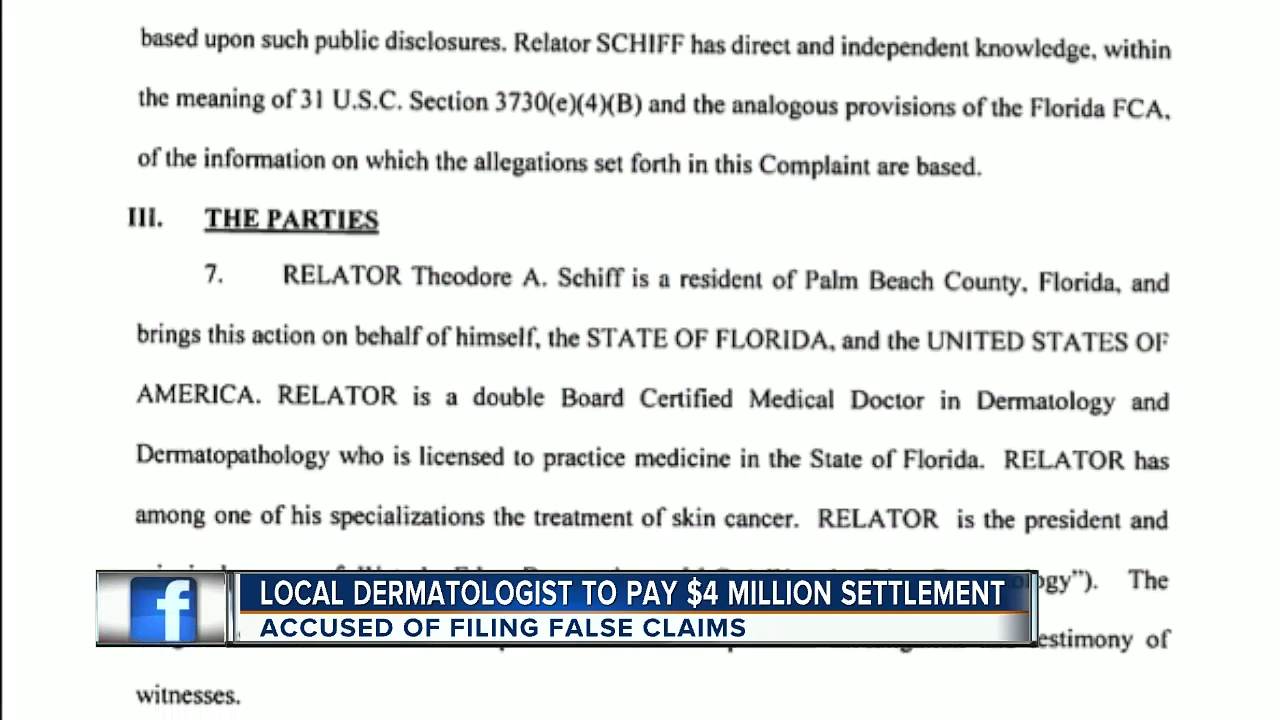 based upon such public disclosures. Relator SCHIFF has direct and independent knowledge, within
the meaning of 31 U.S.C. Section 3730(e)(4)(B) and the analogous provisions of the Florida FCA,
of the information on which the allegations set forth in this Complaint are based.
III. THE PARTIES
7. RELATOR Theodore A. Schiff is a resident of Palm Beach County, Florida, and
brings this action on behalf of himself, the STATE OF FLORIDA, and the UNITED STATES OF
AMERICA. RELATOR is a double Board Certified Medical Doctor in Dermatology and
Dermatopathology who is licensed to practice medicine in the State of Florida. RELATOR has
among one of his specializations the treatment of skin cancer. RELATOR is the president and
ogy"). The
estimony of
witnesses.
f
LOCAL DERMATOLOGIST TO PAY $4 MILLION SETTLEMENT
ACCUSED OF FILING FALSE CLAIMS